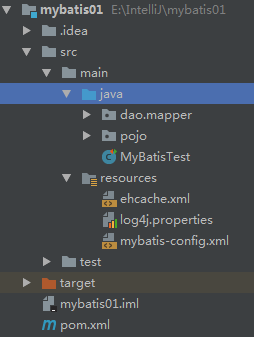 mybatis01 E:\IntelliJ\mybatis01
.idea
src
main
java
dao.mapper
pojo
MyBatisTest
resources
ehcache.xml
log4j.properties
mybatis-config.xml
test
target
mybatis01.iml
pom.xml